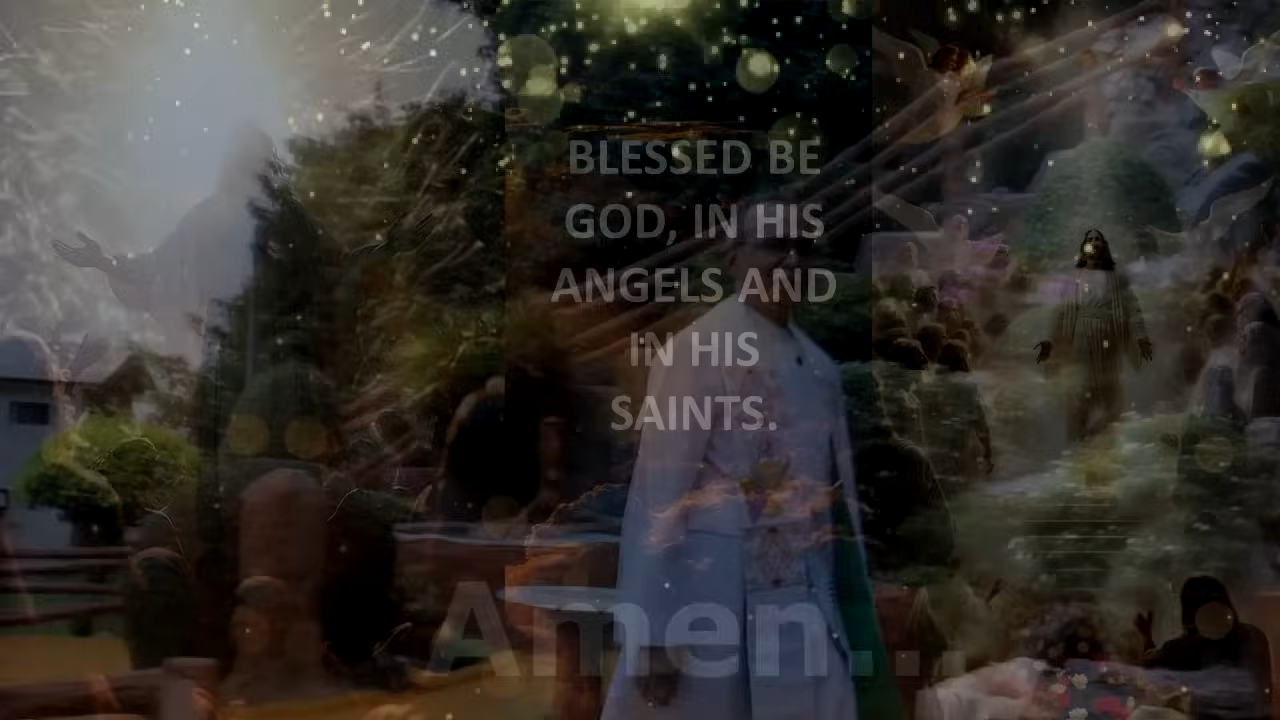 BLESSED BE
GOD, IN HIS
ANGELS AND
iN HIS
SAINTS.
Amen...